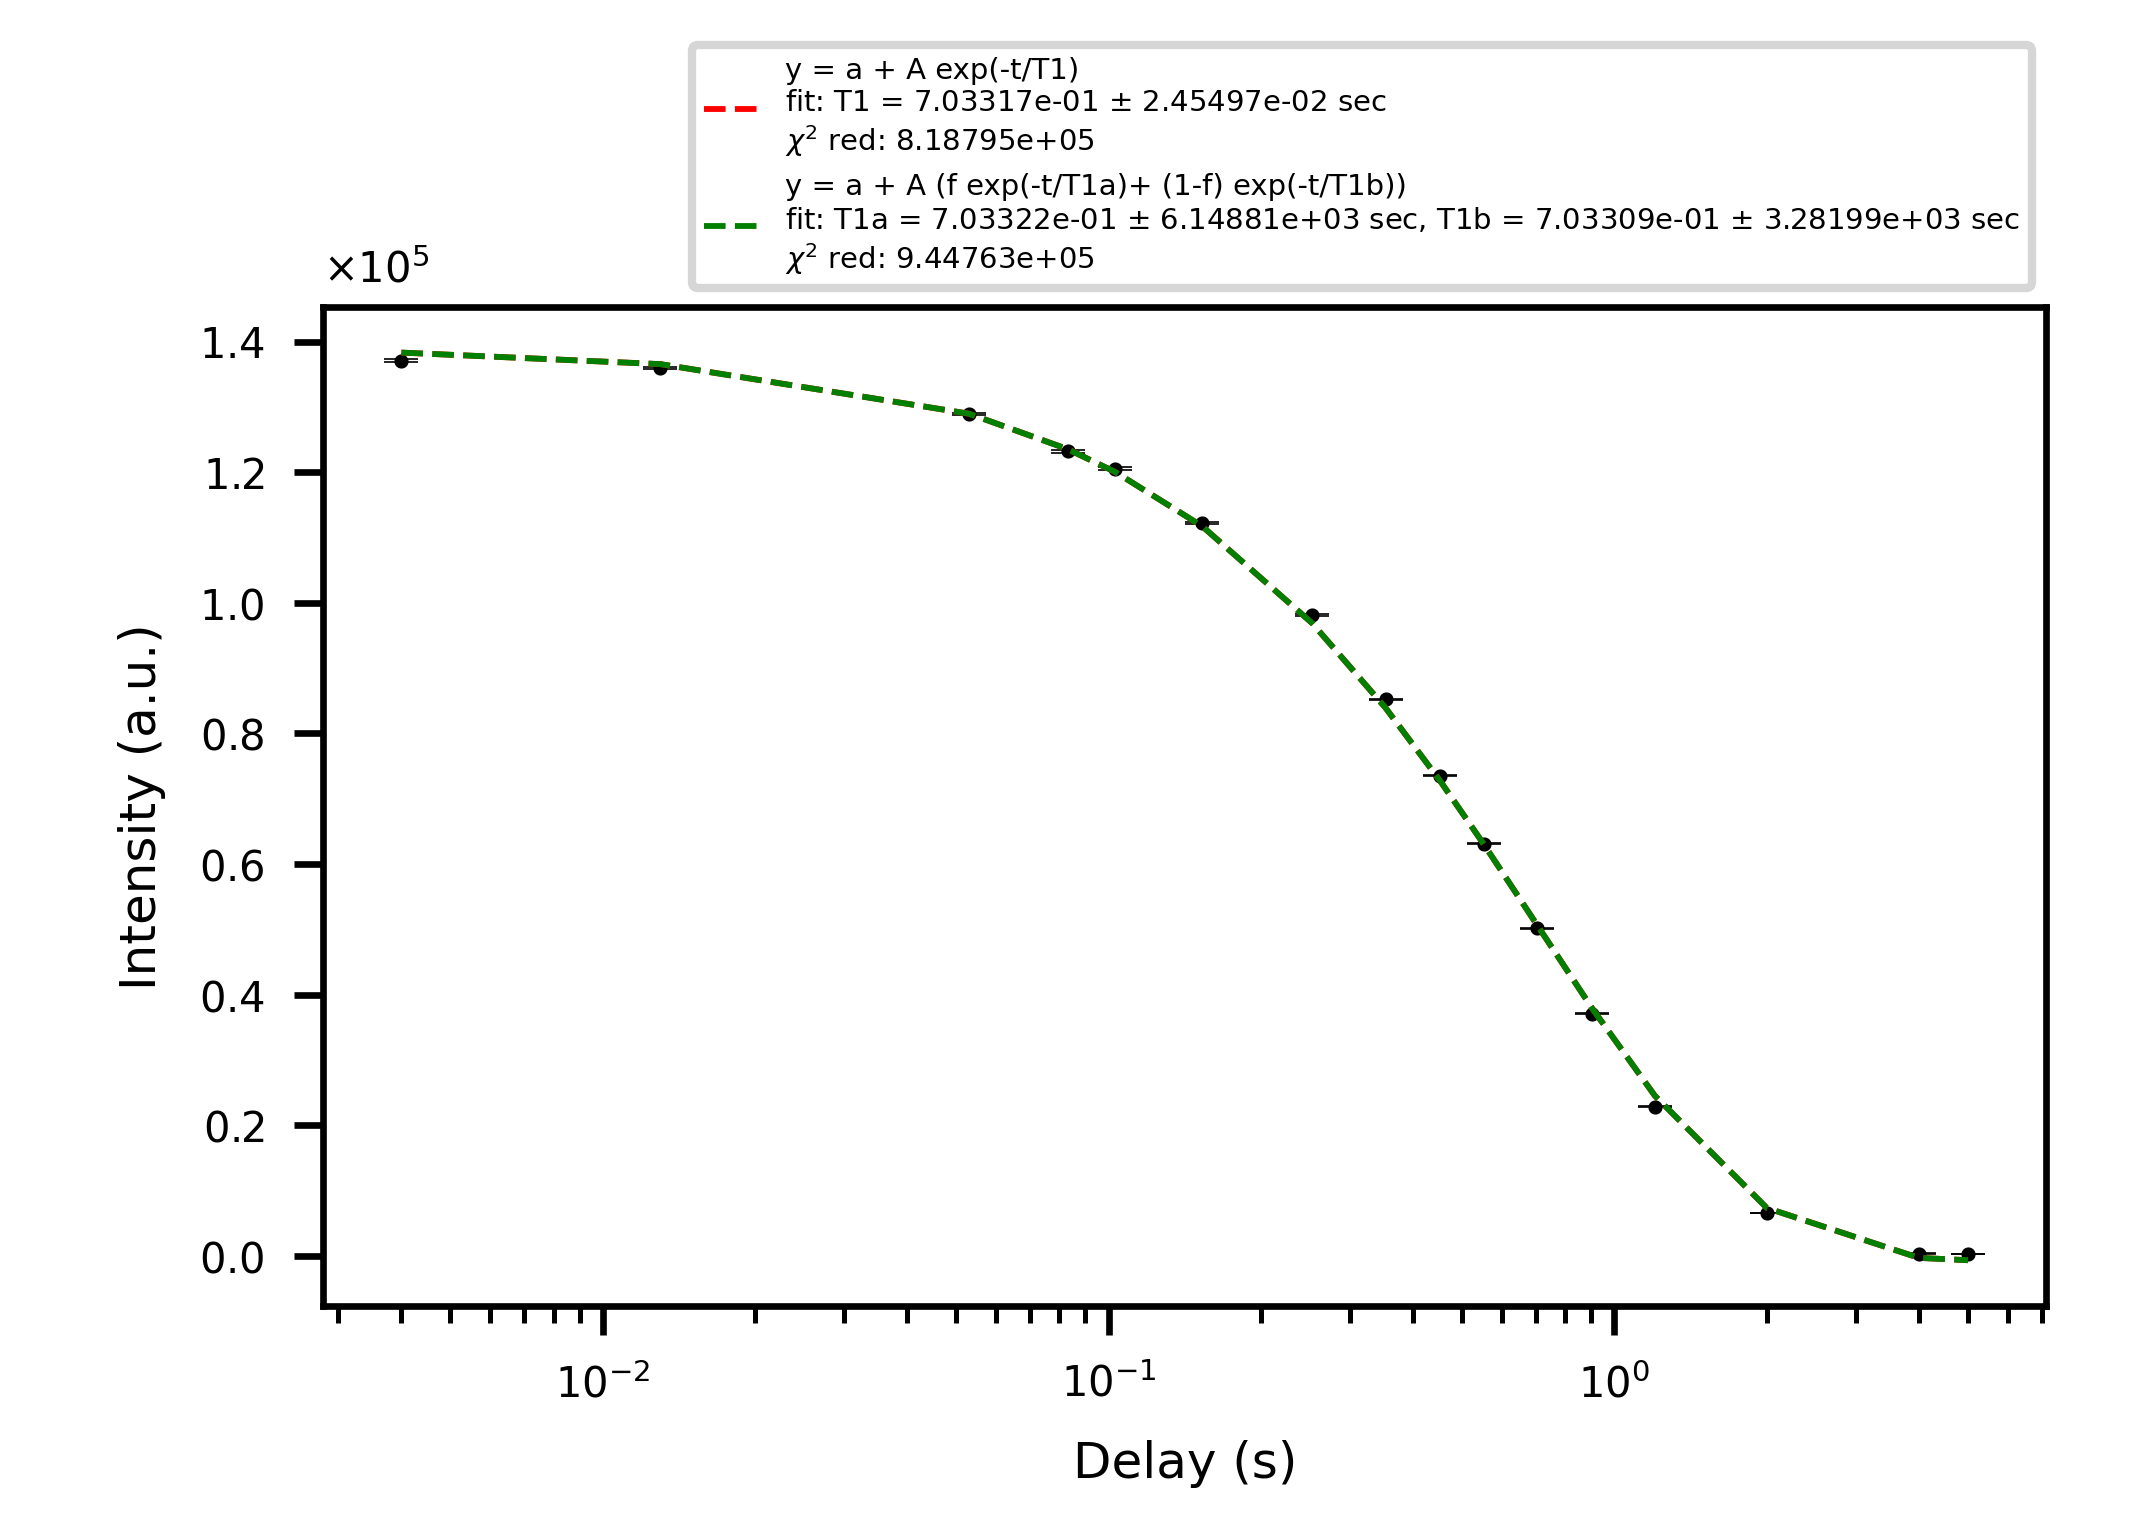 y = a + A exp(-t/T1)
fit: T1 = 7.03317e-01 ± 2.45497e-02 sec
χ² red: 8.18795e+05
y = a + A (f exp(-t/T1a)+ (1-f) exp(-t/T1b))
fit: T1a = 7.03322e-01 ± 6.14881e+03 sec, T1b = 7.03309e-01 ± 3.28199e+03 sec
χ² red: 9.44763e+05
×10⁵
1.4
1.2
1.0
0.8
0.6
0.4
0.2
0.0
Intensity (a.u.)
10⁻² 10⁻¹ 10⁰
Delay (s)